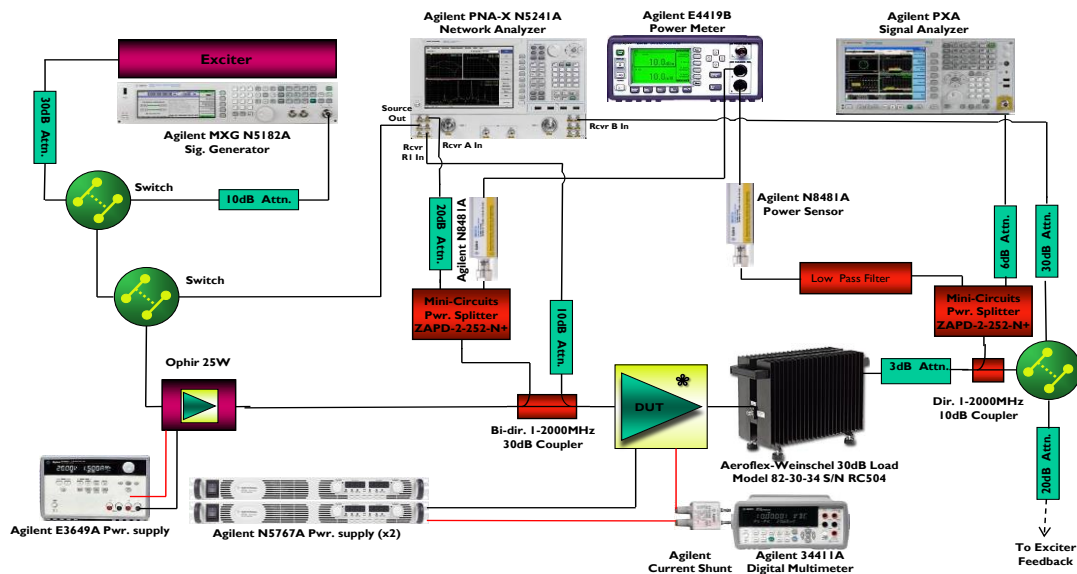 Agilent PNA-X N5241A
Network Analyzer
Agilent E4419B
Power Meter
Agilent PXA
Signal Analyzer
Exciter
30dB Attn.
Agilent MXG N5182A
Sig. Generator
Source
Out
Rcvr
R1 In
Rcvr A In
Rcvr B In
Switch
10dB Attn.
Switch
20dB Attn.
Agilent N8481A
Agilent N8481A
Power Sensor
6dB Attn.
30dB Attn.
Low Pass Filter
Mini-Circuits
Pwr. Splitter
ZAPD-2-252-N+
10dB Attn.
Mini-Circuits
Pwr. Splitter
ZAPD-2-252-N+
Ophir 25W
DUT
*
3dB Attn.
Bi-dir. 1-2000MHz
30dB Coupler
Dir. 1-2000MHz
10dB Coupler
Aeroflex-Weinschel 30dB Load
Model 82-30-34 S/N RC504
20dB Attn.
Agilent E3649A Pwr. supply
Agilent N5767A Pwr. supply (x2)
Agilent
Current Shunt
Agilent 34411A
Digital Multimeter
To Exciter
Feedback